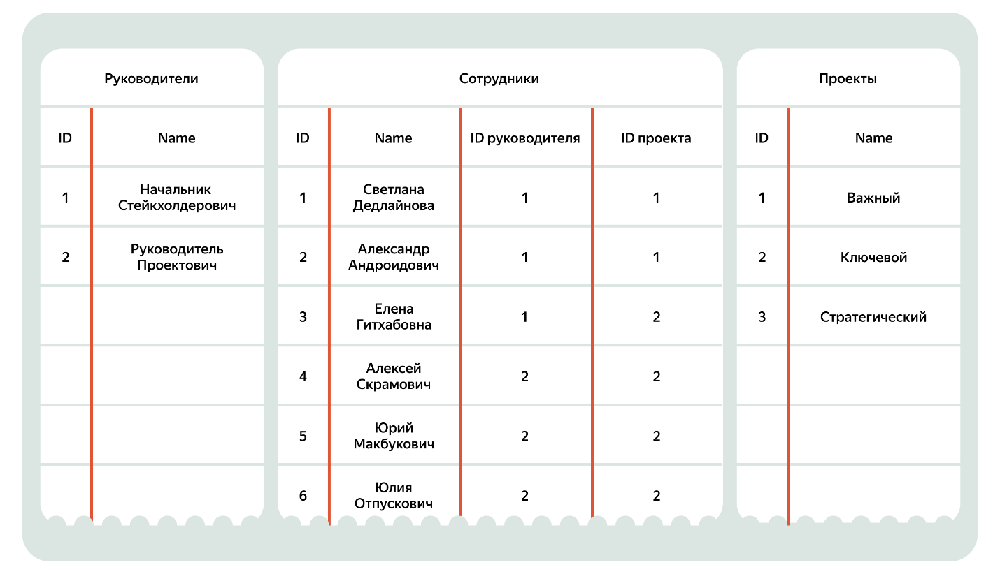 Руководители
ID Name
1 Начальник
Стейкхолдерович
2 Руководитель
Проектович
Сотрудники
ID Name ID руководителя ID проекта
1 Светлана
Дедлайнова 1 1
2 Александр
Андроидович 1 1
3 Елена
Гитхабовна 1 2
4 Алексей
Скрамович 2 2
5 Юрий
Макбукович 2 2
6 Юлия
Отпускович 2 2
Проекты
ID Name
1 Важный
2 Ключевой
3 Стратегический